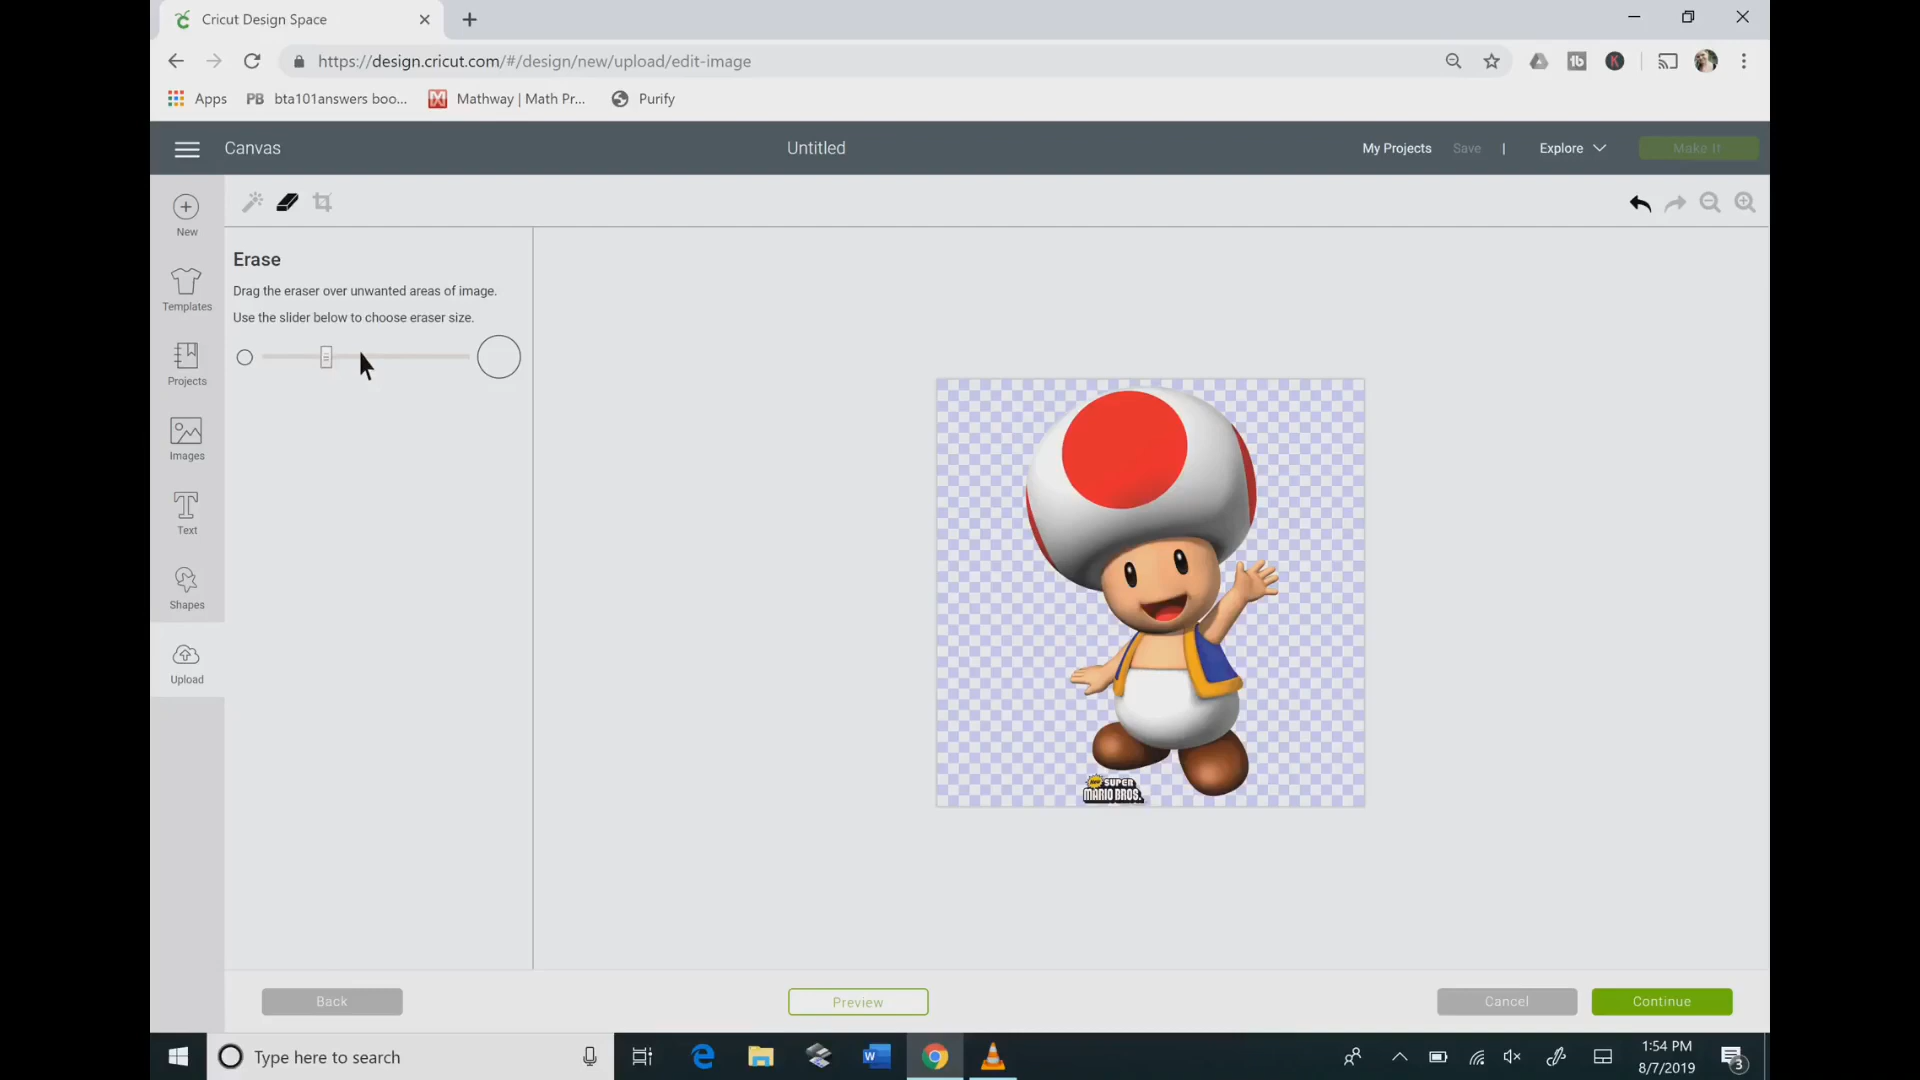 Cricut Design Space
https://design.cricut.com/#/design/new/upload/edit-image
Apps
PB bta101answers boo...
Mathway | Math Pr...
Purify
Canvas
Untitled
My Projects
Save
|
Explore
Make It
New
Templates
Projects
Images
Text
Shapes
Upload
Erase
Drag the eraser over unwanted areas of image.
Use the slider below to choose eraser size.
NEW SUPER
MARIO BROS.
Back
Preview
Cancel
Continue
Type here to search
1:54 PM
8/7/2019
3